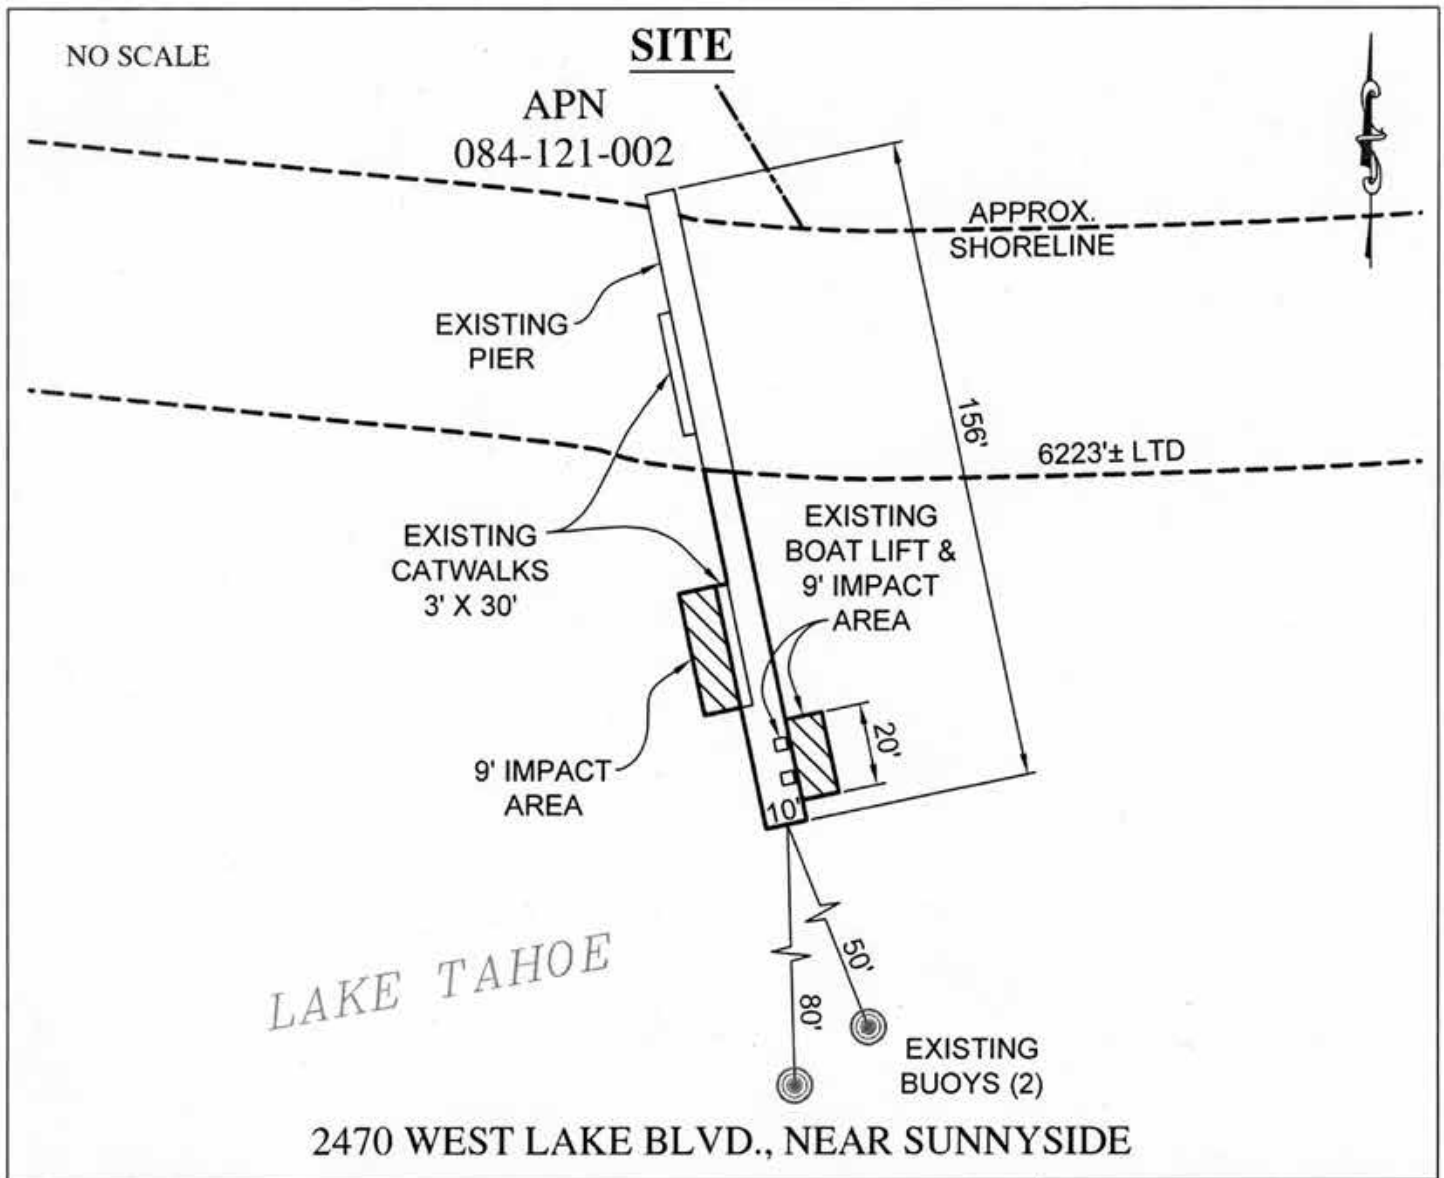 NO SCALE
SITE
APN
084-121-002
APPROX.
SHORELINE
EXISTING
PIER
156'
6223'± LTD
EXISTING
CATWALKS
3' X 30'
EXISTING
BOAT LIFT &
9' IMPACT
AREA
20'
9' IMPACT
AREA
10'
50'
80'
LAKE TAHOE
EXISTING
BUOYS (2)
2470 WEST LAKE BLVD., NEAR SUNNYSIDE